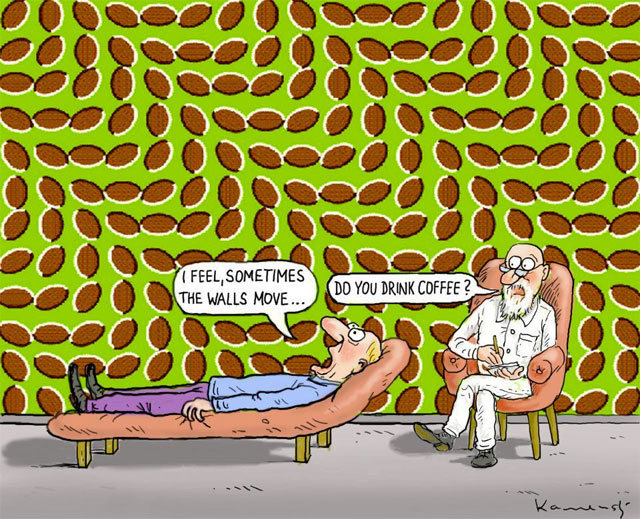 I FEEL, SOMETIMES
THE WALLS MOVE...
DO YOU DRINK COFFEE?
Kamensky